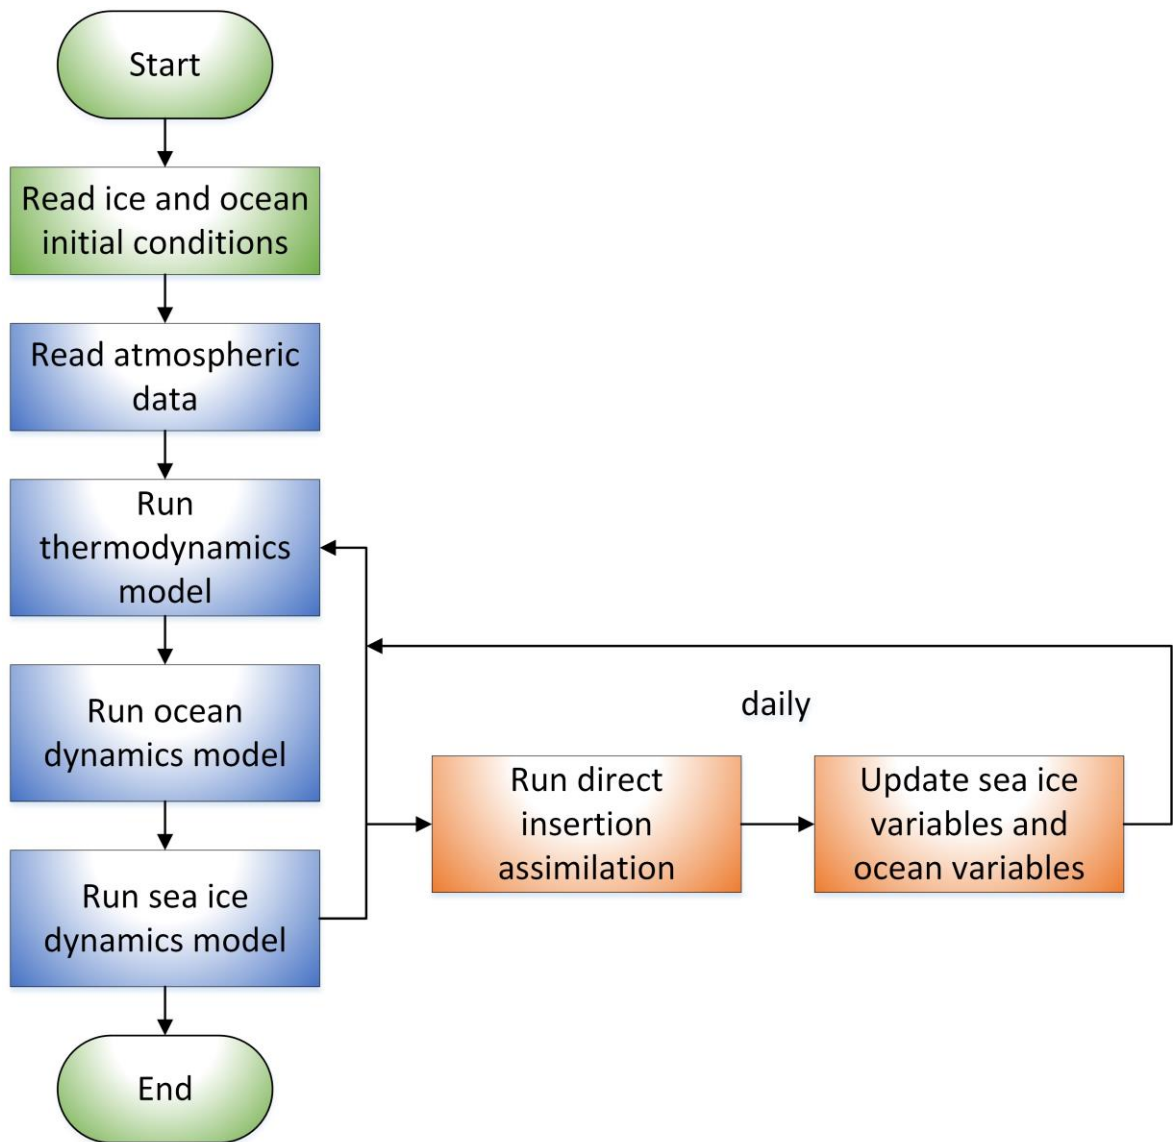 Start
Read ice and ocean
initial conditions
Read atmospheric
data
Run
thermodynamics
model
Run ocean
dynamics model
Run sea ice
dynamics model
End
daily
Run direct
insertion
assimilation
Update sea ice
variables and
ocean variables